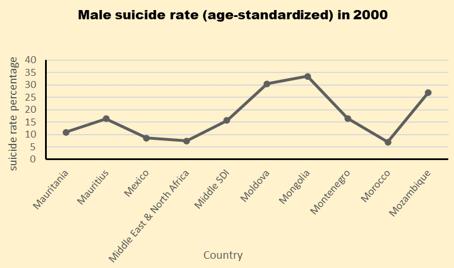 Male suicide rate (age-standardized) in 2000
suicide rate percentage
40
35
30
25
20
15
10
5
0
Mauritania
Mauritius
Mexico
Middle East & North Africa
Middle SDI
Moldova
Mongolia
Montenegro
Morocco
Mozambique
Country